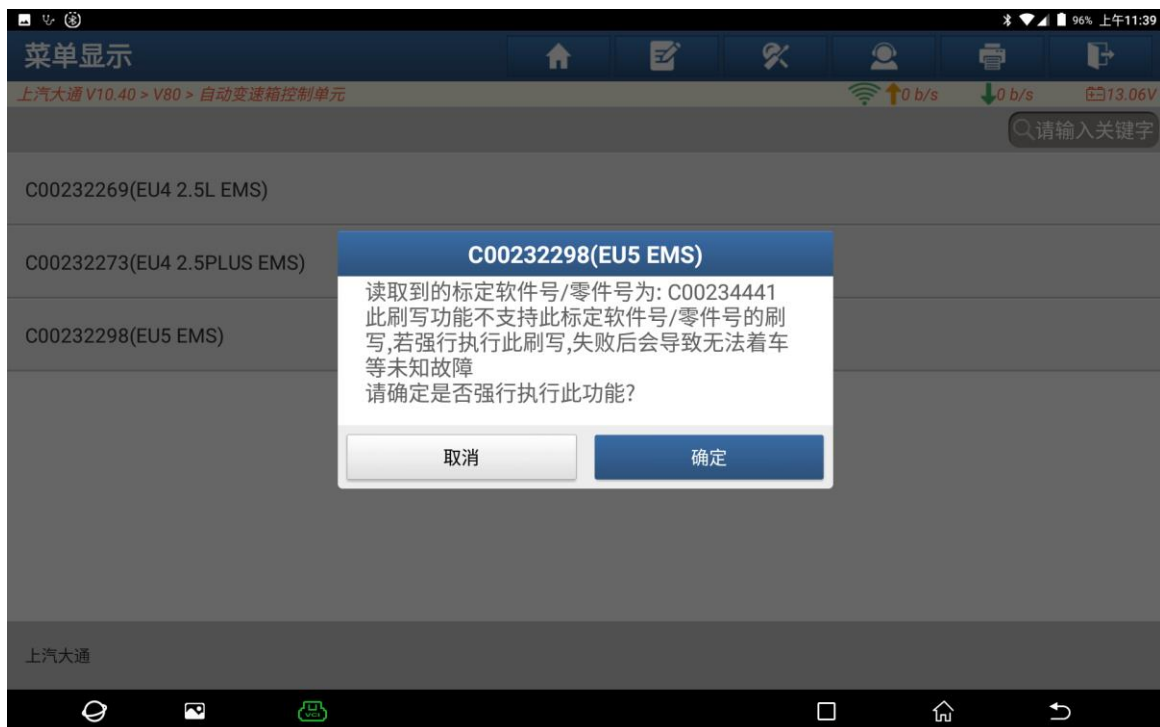 96% 上午11:39
菜单显示
上汽大通 V10.40 > V80 > 自动变速箱控制单元
0 b/s
0 b/s
13.06V
请输入关键字
C00232269(EU4 2.5L EMS)
C00232273(EU4 2.5PLUS EMS)
C00232298(EU5 EMS)
C00232298(EU5 EMS)
读取到的标定软件号/零件号为: C00234441
此刷写功能不支持此标定软件号/零件号的刷
写,若强行执行此刷写,失败后会导致无法着车
等未知故障
请确定是否强行执行此功能?
取消
确定
上汽大通
VCI